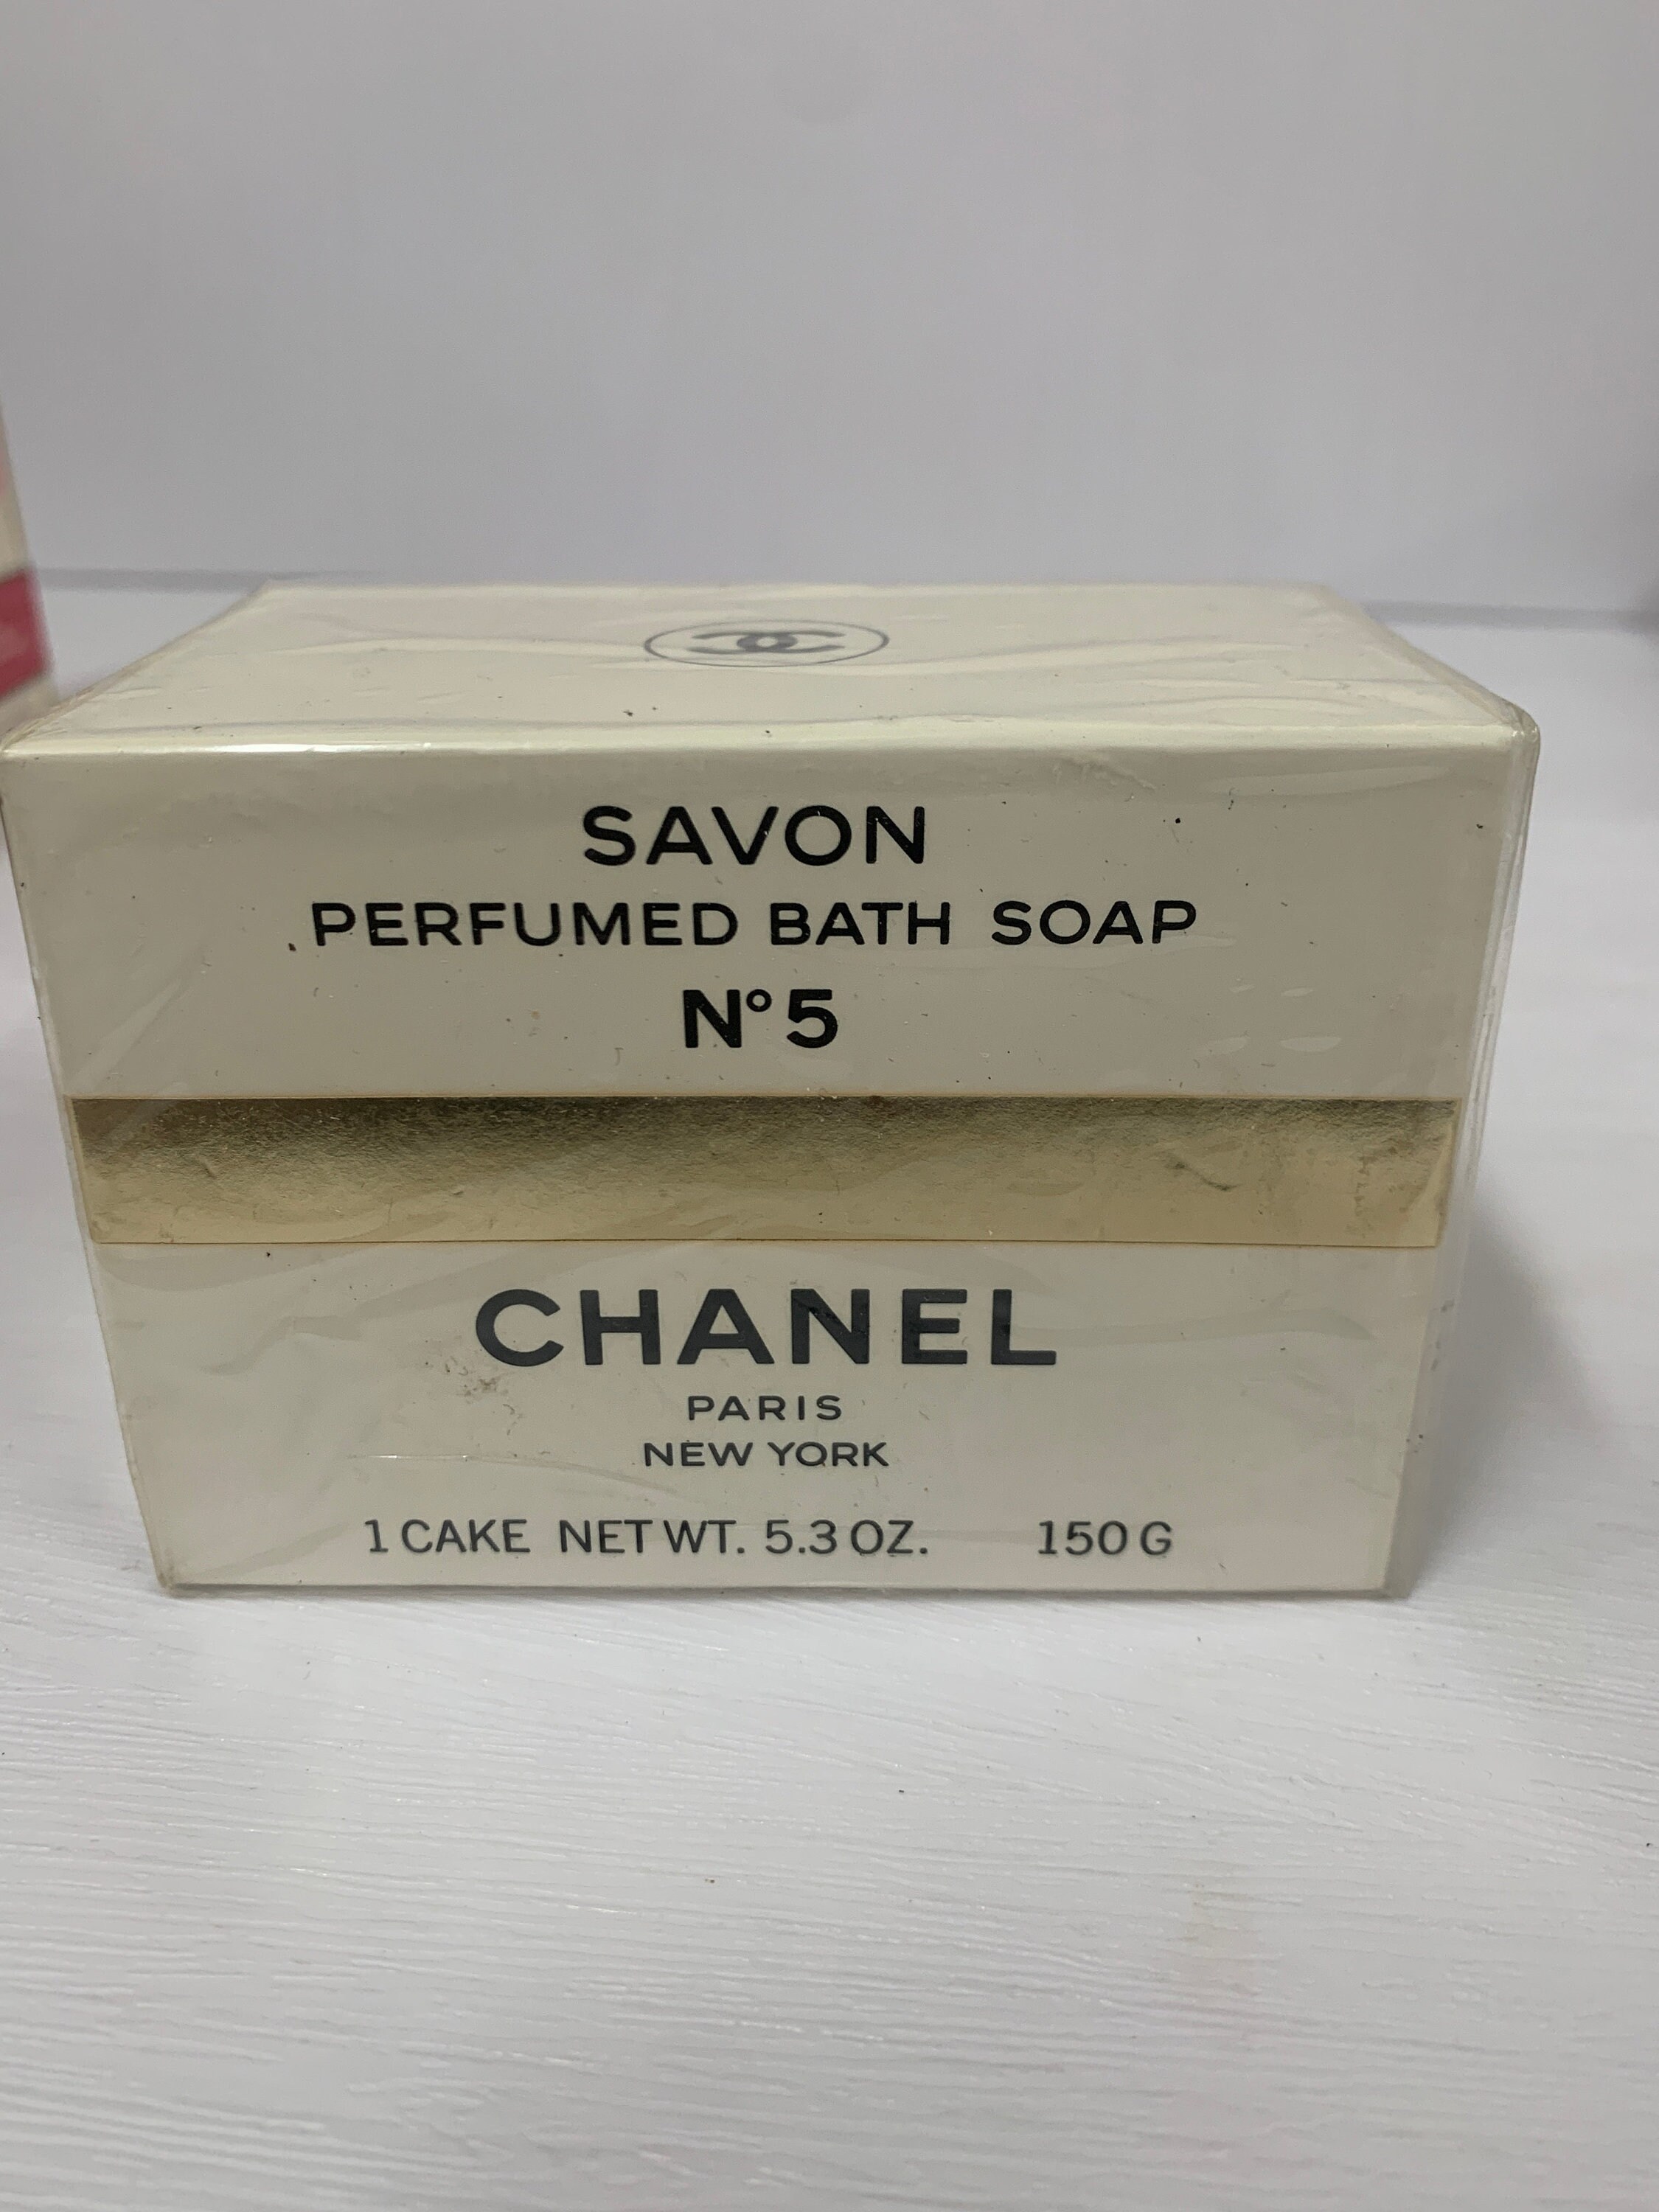 SAVON
PERFUMED BATH SOAP
N°5
CHANEL
PARIS
NEW YORK
1 CAKE NET WT. 5.3 OZ. 150 G